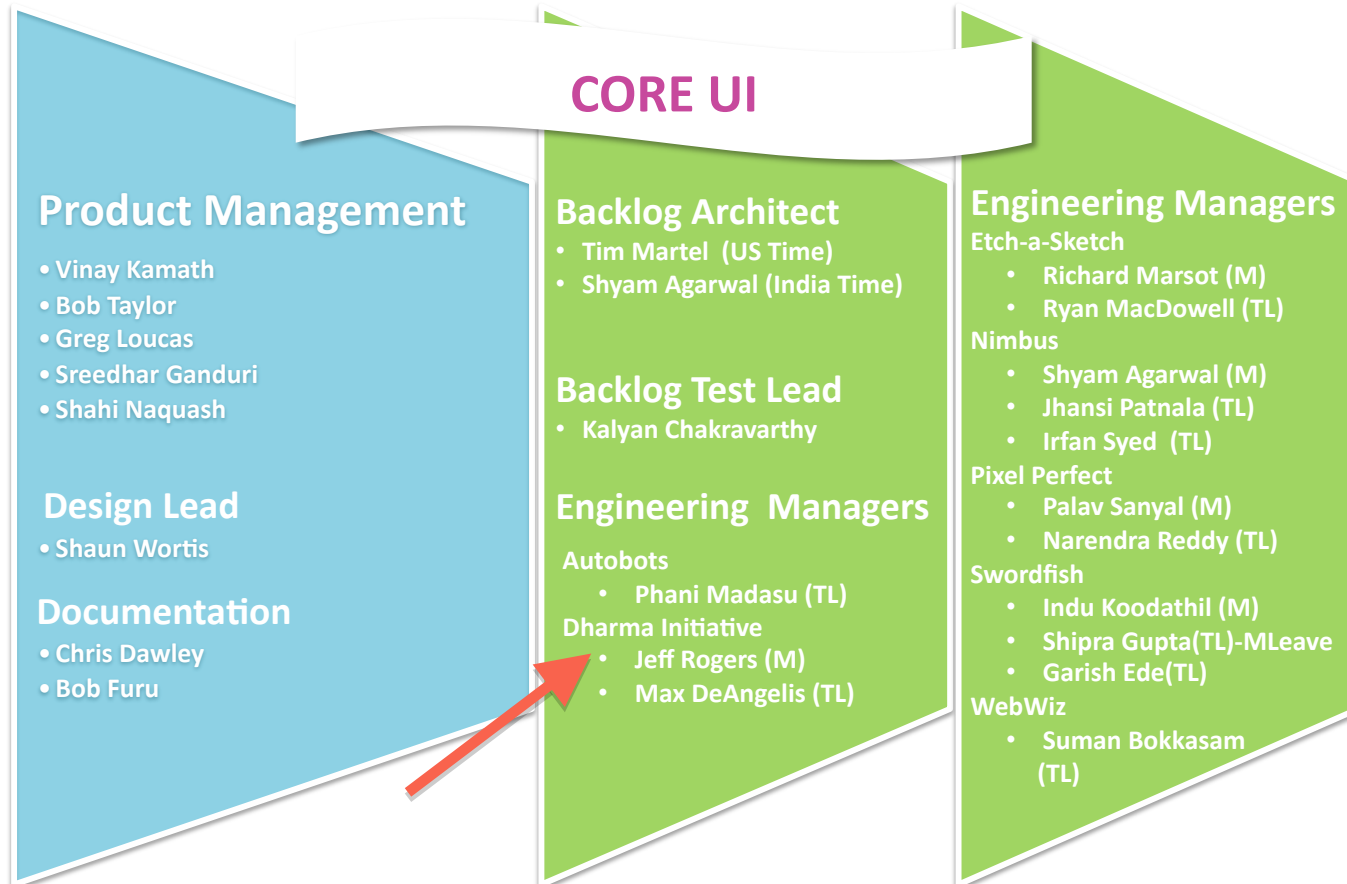 CORE UI
Product Management
• Vinay Kamath
• Bob Taylor
• Greg Loucas
• Sreedhar Ganduri
• Shahi Naquash
Design Lead
• Shaun Wortis
Documentation
• Chris Dawley
• Bob Furu
Backlog Architect
• Tim Martel (US Time)
• Shyam Agarwal (India Time)
Backlog Test Lead
• Kalyan Chakravarthy
Engineering Managers
Autobots
• Phani Madasu (TL)
Dharma Initiative
• Jeff Rogers (M)
• Max DeAngelis (TL)
Engineering Managers
Etch-a-Sketch
• Richard Marsot (M)
• Ryan MacDowell (TL)
Nimbus
• Shyam Agarwal (M)
• Jhansi Patnala (TL)
• Irfan Syed (TL)
Pixel Perfect
• Palav Sanyal (M)
• Narendra Reddy (TL)
Swordfish
• Indu Koodathil (M)
• Shipra Gupta(TL)-MLeave
• Garish Ede(TL)
WebWiz
• Suman Bokkasam
(TL)